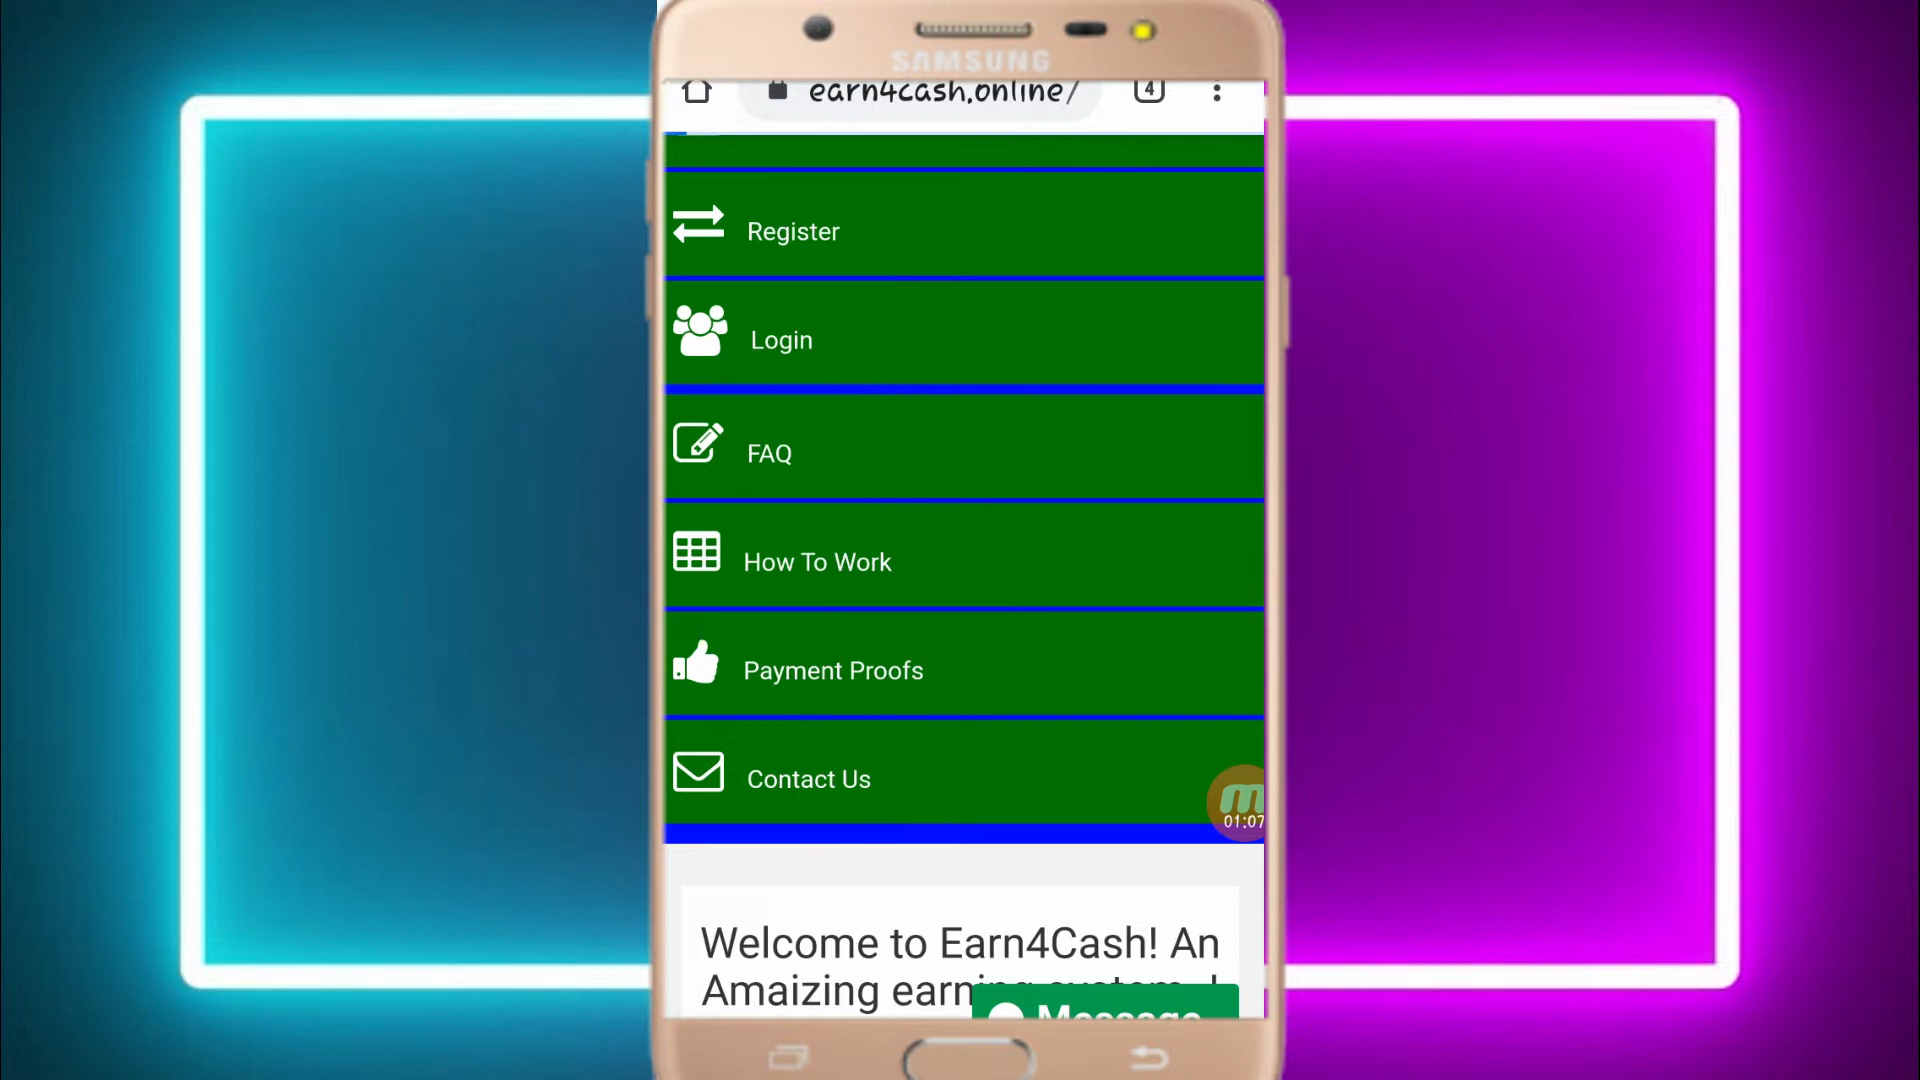 SAMSUNG
earn4cash.online/
4
Register
Login
FAQ
How To Work
Payment Proofs
Contact Us
01:07
Welcome to Earn4Cash! An
Amaizing earning system
Message